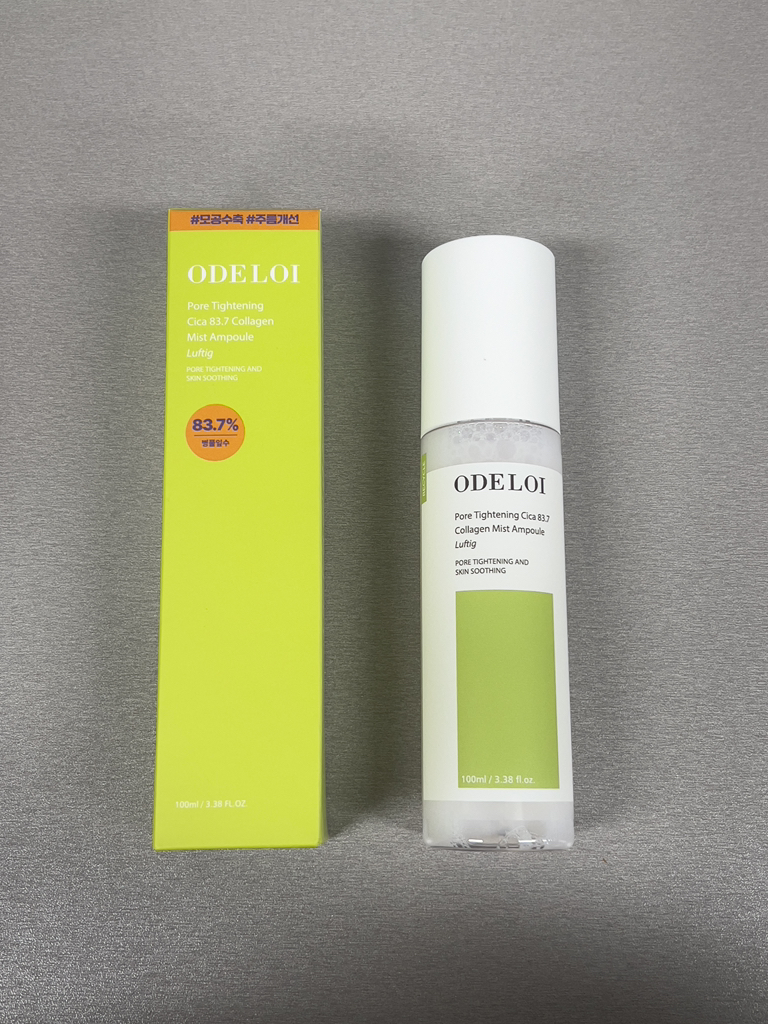 #모공수축 #주름개선
ODELOI
Pore Tightening
Cica 83.7 Collagen
Mist Ampoule
Luftig
PORE TIGHTENING AND
SKIN SOOTHING
83.7%
병풀잎수
100ml / 3.38 FL.OZ.
RECYCLE
ODELOI
Pore Tightening Cica 83.7
Collagen Mist Ampoule
Luftig
PORE TIGHTENING AND
SKIN SOOTHING
100ml / 3.38 fl.oz.